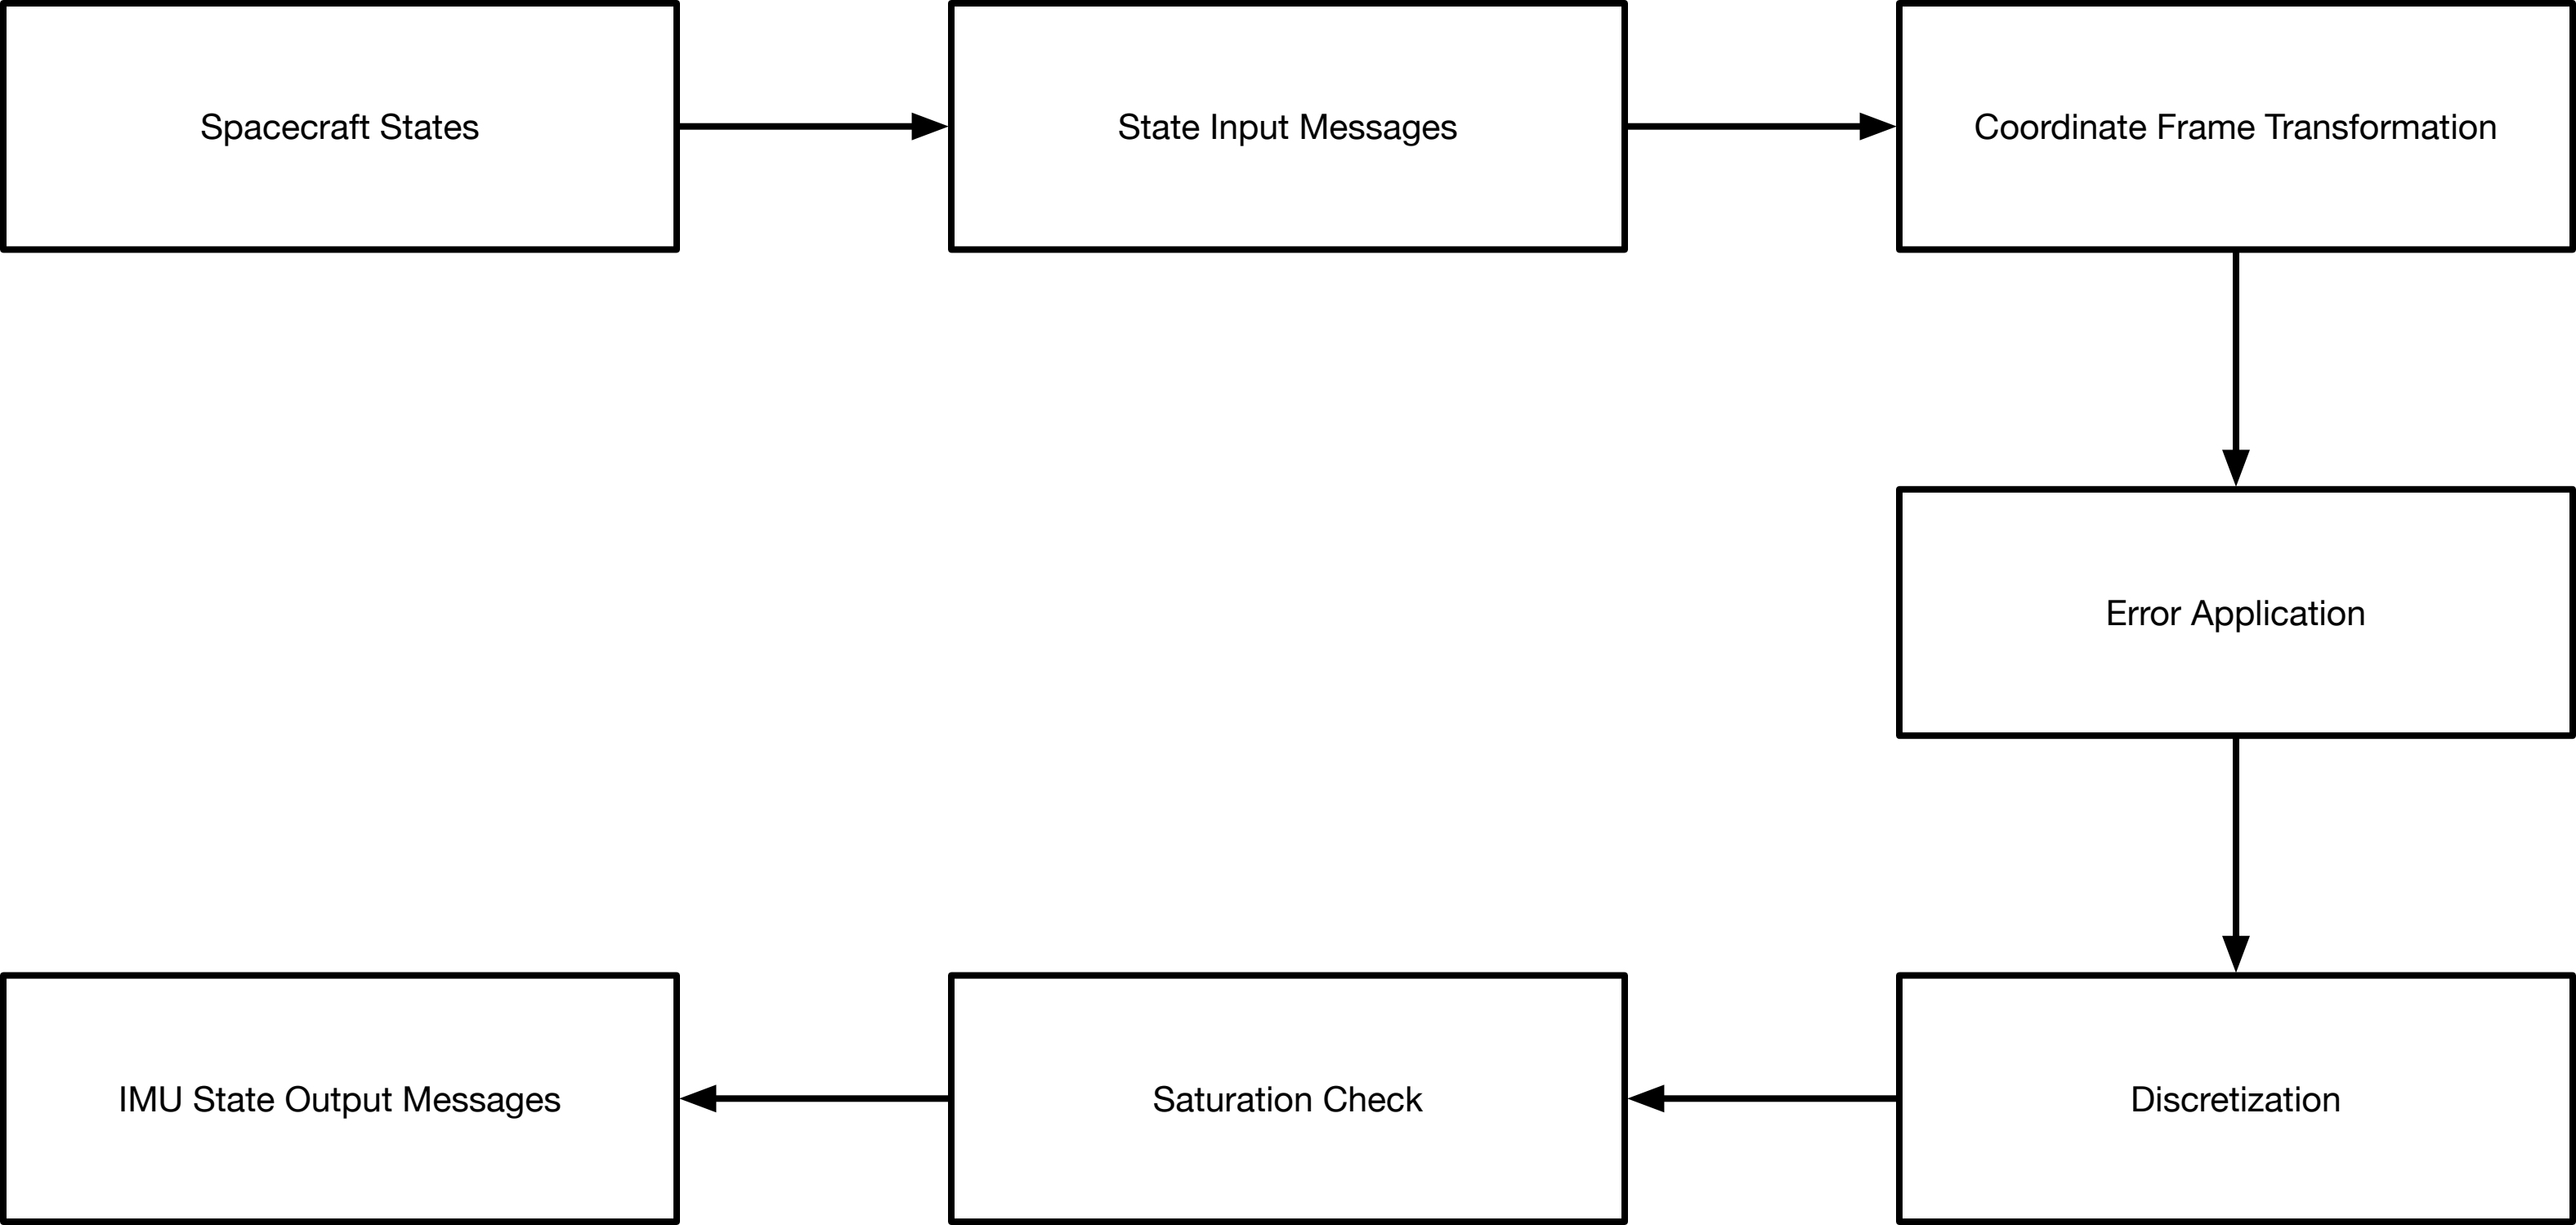 Spacecraft States
State Input Messages
Coordinate Frame Transformation
Error Application
Discretization
Saturation Check
IMU State Output Messages